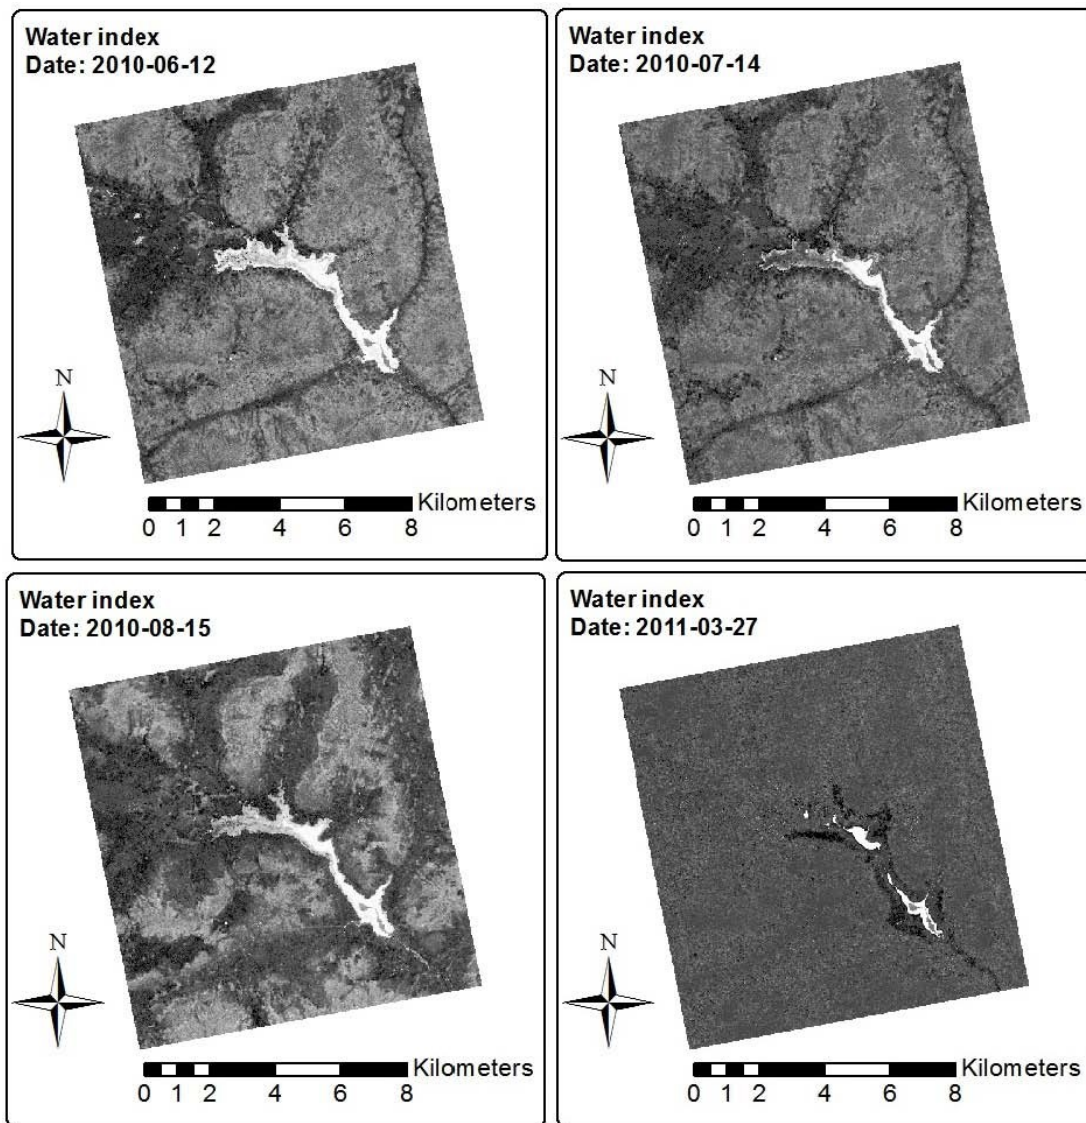 Water index
Date: 2010-06-12
N
Kilometers
0 1 2 4 6 8
Water index
Date: 2010-07-14
N
Kilometers
0 1 2 4 6 8
Water index
Date: 2010-08-15
N
Kilometers
0 1 2 4 6 8
Water index
Date: 2011-03-27
N
Kilometers
0 1 2 4 6 8